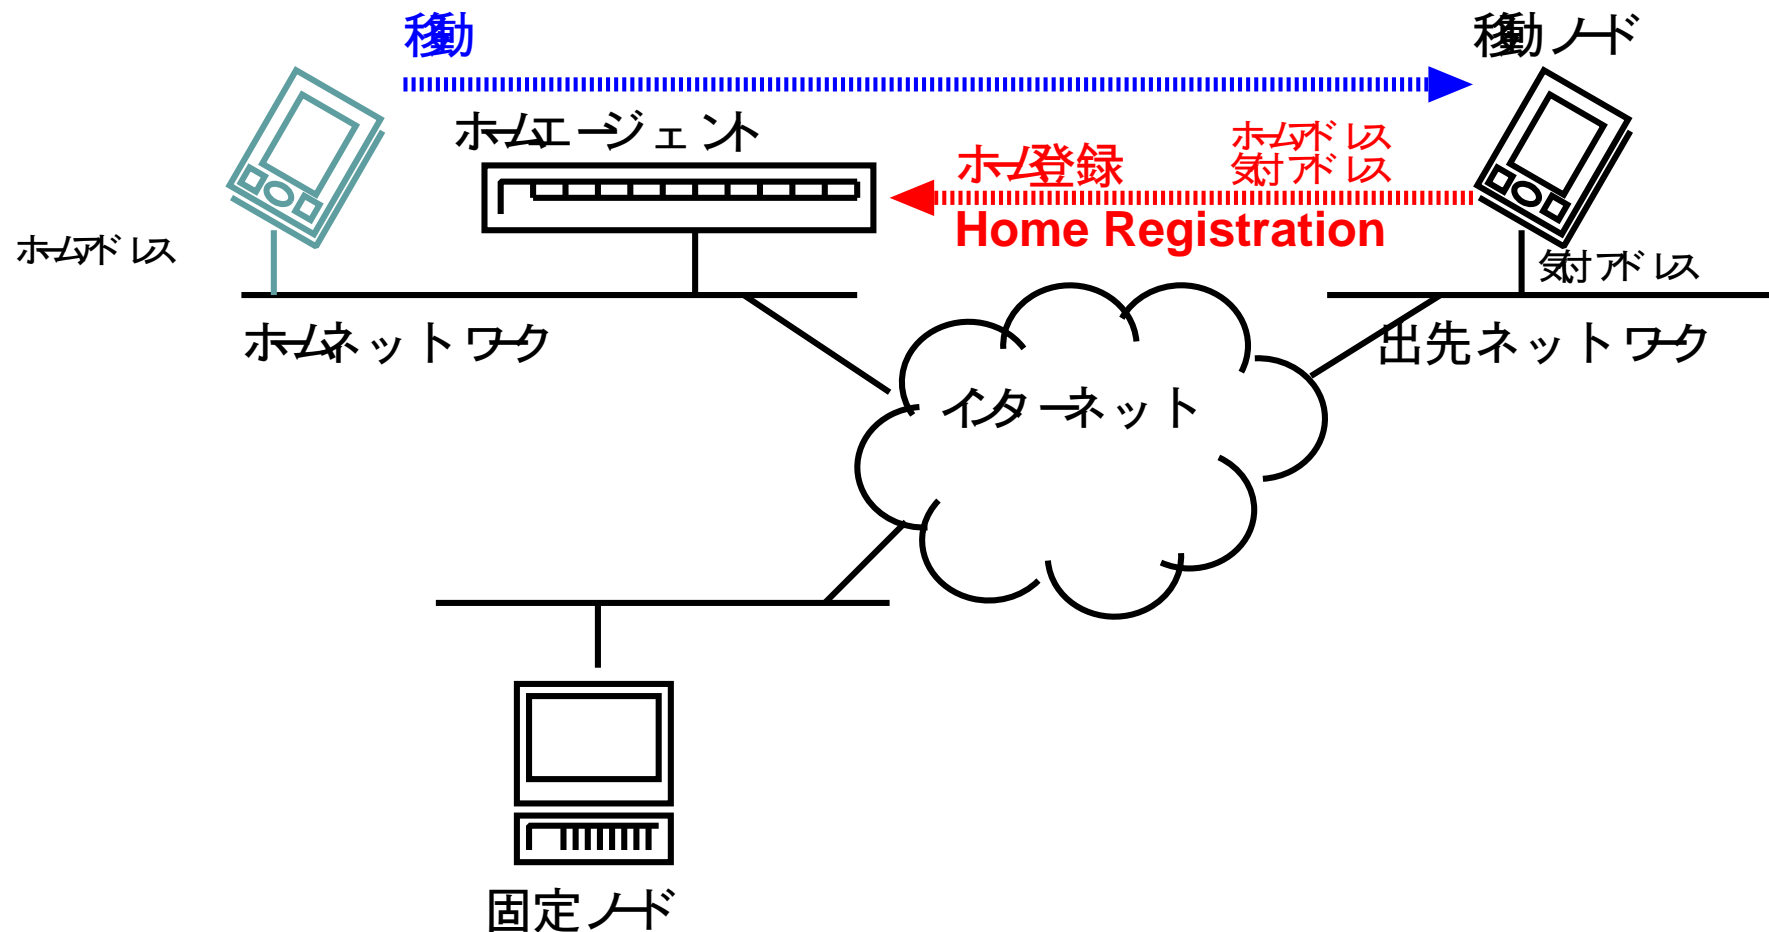 移動
移動ノード
ホームエージェント
ホームアドレス
気付アドレス
ホーム登録
Home Registration
ホームアドレス
気付アドレス
ホームネットワーク
出先ネットワーク
インターネット
固定ノード